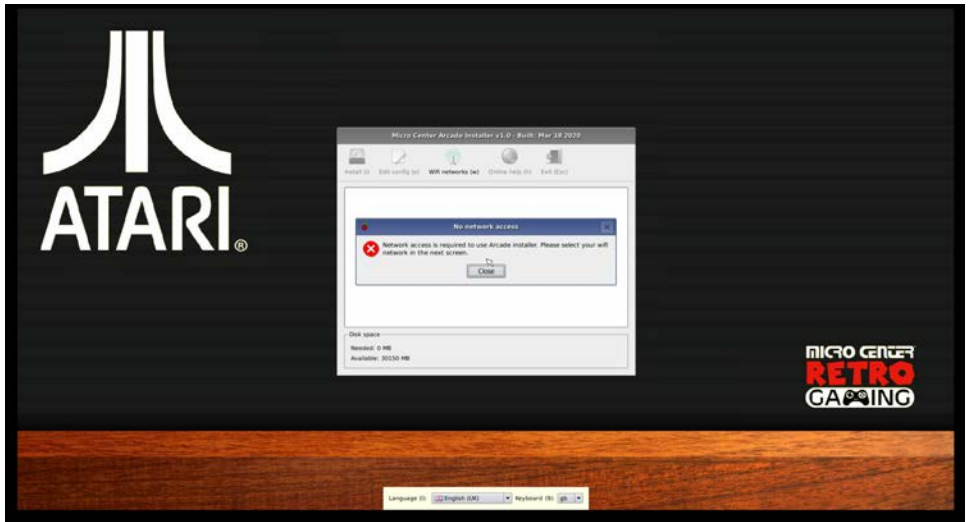 Micro Center Arcade Installer v1.0 - Built: Mar 18 2020
Install (i) Edit config (e) Wifi networks (w) Online help (h) Exit (Esc)
No network access
Network access is required to use Arcade installer. Please select your wifi
network in the next screen.
Close
Disk space
Needed: 0 MB
Available: 30150 MB
ATARI®
MICRO CENTER
RETRO
GAMING
Language (l): English (UK) Keyboard (9): gb